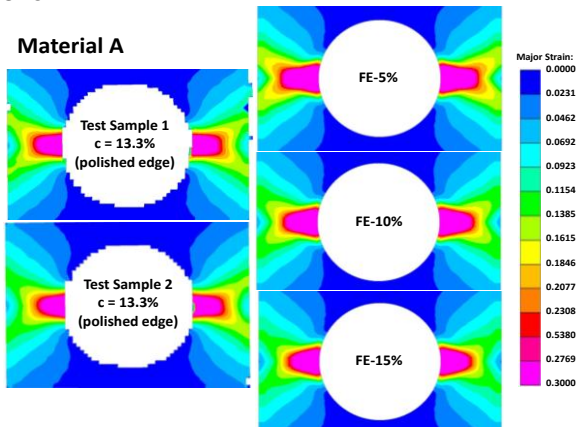 Material A
Test Sample 1
c = 13.3%
(polished edge)
Test Sample 2
c = 13.3%
(polished edge)
FE-5%
FE-10%
FE-15%
Major Strain:
0.0000
0.0231
0.0462
0.0692
0.0923
0.1154
0.1385
0.1615
0.1846
0.2077
0.2308
0.5380
0.2769
0.3000